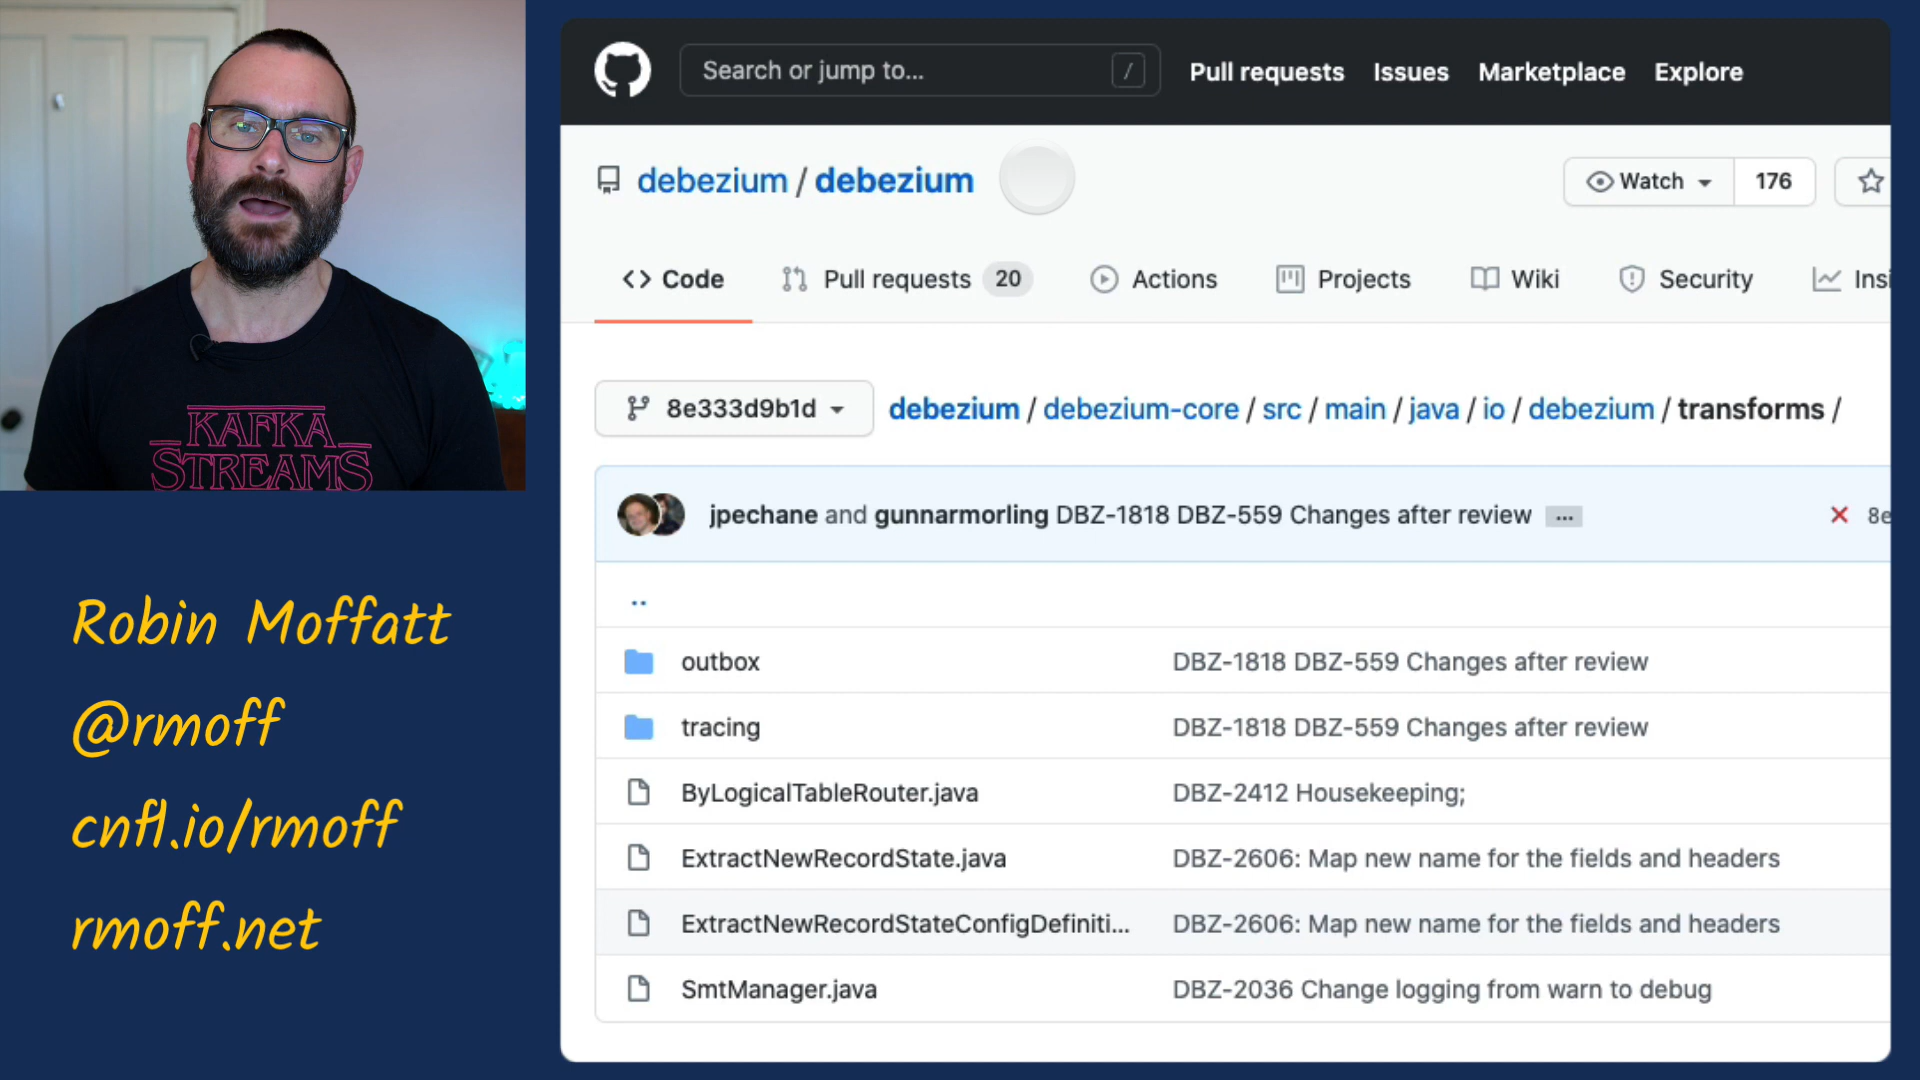 KAFKA
STREAMS
Robin Moffatt
@rmoff
cnfl.io/rmoff
rmoff.net
Search or jump to... /
Pull requests Issues Marketplace Explore
debezium / debezium
Watch 176
Code Pull requests 20 Actions Projects Wiki Security Insi
8e333d9b1d debezium / debezium-core / src / main / java / io / debezium / transforms /
jpechane and gunnarmorling DBZ-1818 DBZ-559 Changes after review ... 8e
..
outbox DBZ-1818 DBZ-559 Changes after review
tracing DBZ-1818 DBZ-559 Changes after review
ByLogicalTableRouter.java DBZ-2412 Housekeeping;
ExtractNewRecordState.java DBZ-2606: Map new name for the fields and headers
ExtractNewRecordStateConfigDefiniti... DBZ-2606: Map new name for the fields and headers
SmtManager.java DBZ-2036 Change logging from warn to debug